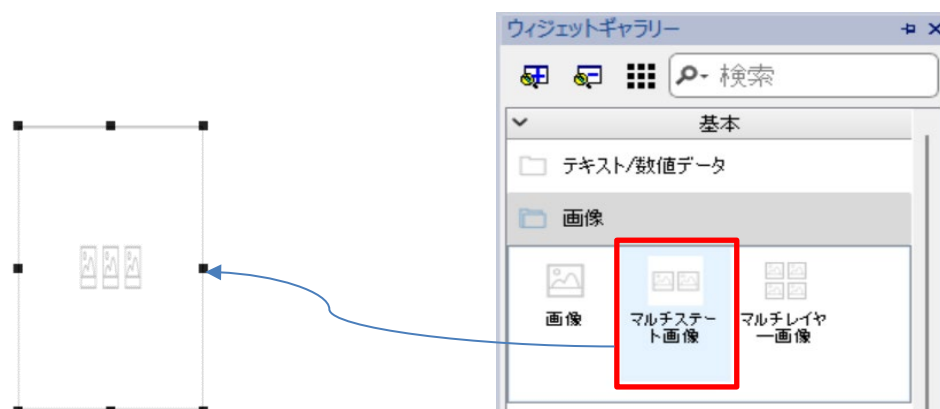 ウィジェットギャラリー
検索
基本
テキスト/数値データ
画像
画像
マルチステー
ト画像
マルチレイヤ
ー画像